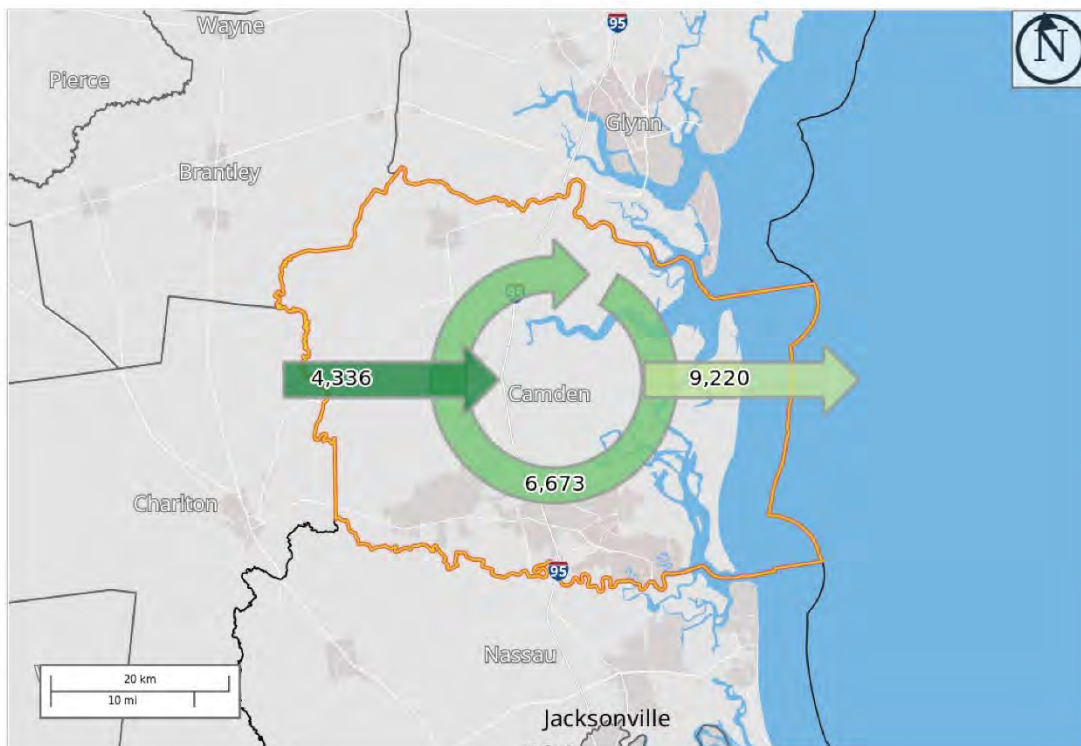 Wayne
95
N
Pierce
Glynn
Brantley
95
4,336
9,220
Camden
6,673
Charlton
95
Nassau
20 km
10 mi
Jacksonville